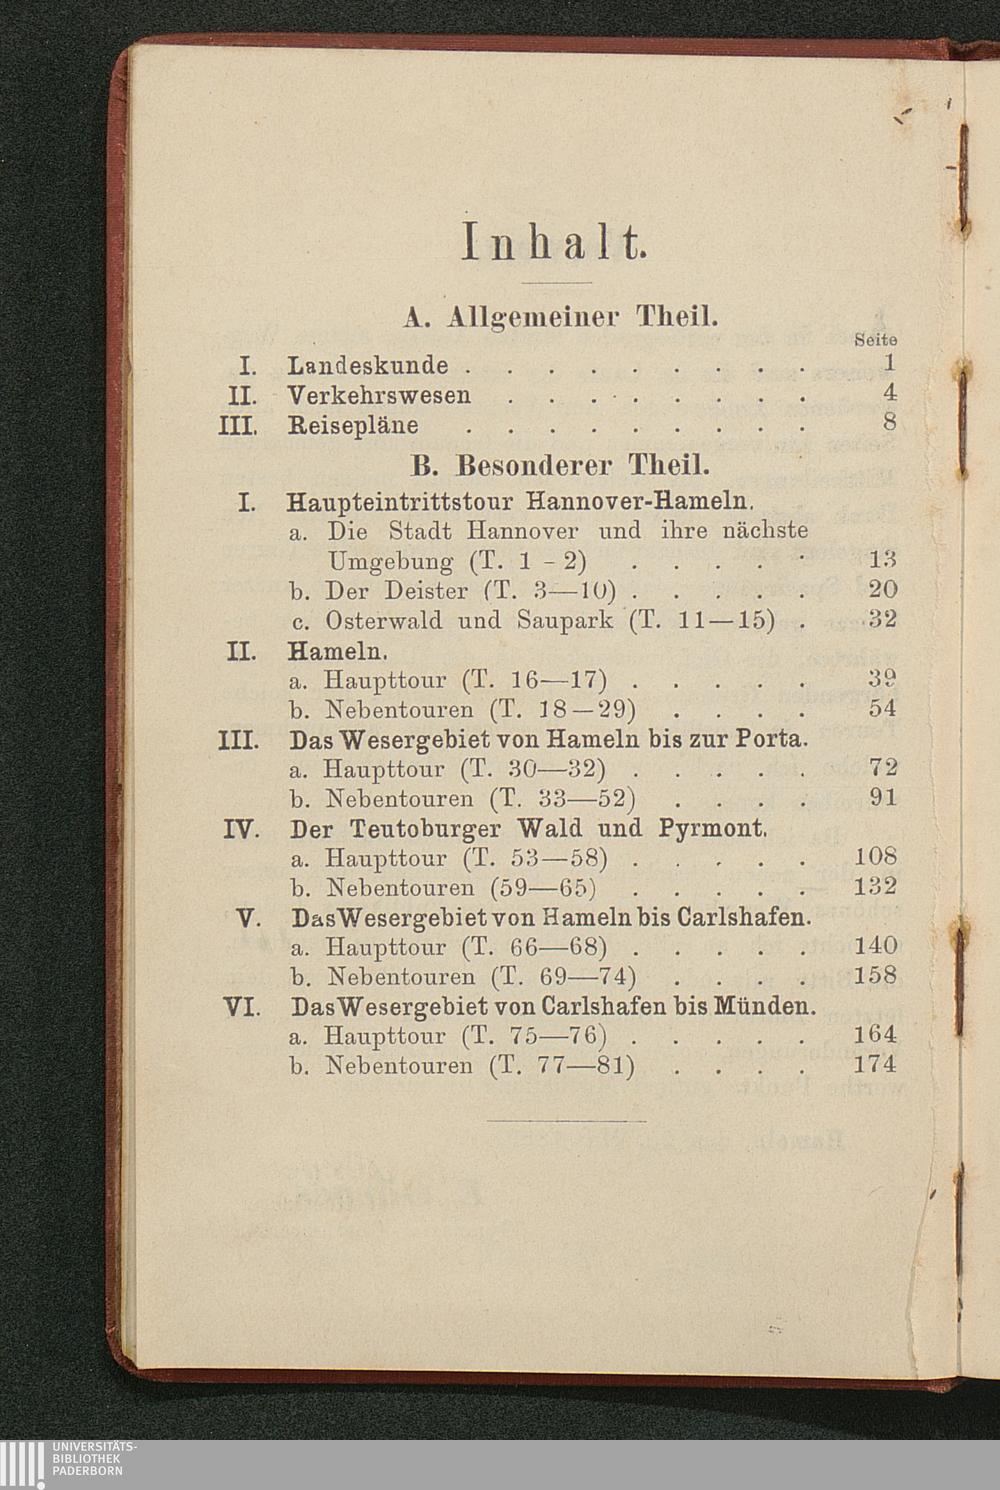 Inhalt.
A. Allgemeiner Theil.
Seite
I. Landeskunde . . . . . . . . . 1
II. Verkehrswesen . . . . . . . . 4
III. Reisepläne . . . . . . . . . 8
B. Besonderer Theil.
I. Haupteintrittstour Hannover-Hameln.
a. Die Stadt Hannover und ihre nächste
Umgebung (T. 1 - 2) . . . . . 13
b. Der Deister (T. 3—10) . . . . . 20
c. Osterwald und Saupark (T. 11—15) . 32
II. Hameln.
a. Haupttour (T. 16—17) . . . . . 39
b. Nebentouren (T. 18—29) . . . . 54
III. Das Wesergebiet von Hameln bis zur Porta.
a. Haupttour (T. 30—32) . . . . . 72
b. Nebentouren (T. 33—52) . . . . 91
IV. Der Teutoburger Wald und Pyrmont.
a. Haupttour (T. 53—58) . . . . . 108
b. Nebentouren (59—65) . . . . . 132
V. Das Wesergebiet von Hameln bis Carlshafen.
a. Haupttour (T. 66—68) . . . . . 140
b. Nebentouren (T. 69—74) . . . . 158
VI. Das Wesergebiet von Carlshafen bis Münden.
a. Haupttour (T. 75—76) . . . . . 164
b. Nebentouren (T. 77—81) . . . . 174
UNIVERSITÄTS-
BIBLIOTHEK
PADERBORN